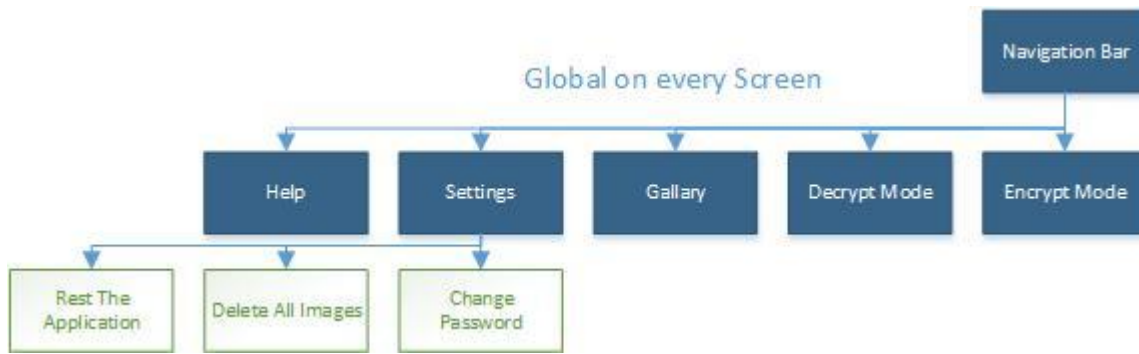 Navigation Bar
Global on every Screen
Help
Settings
Gallary
Decrypt Mode
Encrypt Mode
Rest The
Application
Delete All Images
Change
Password